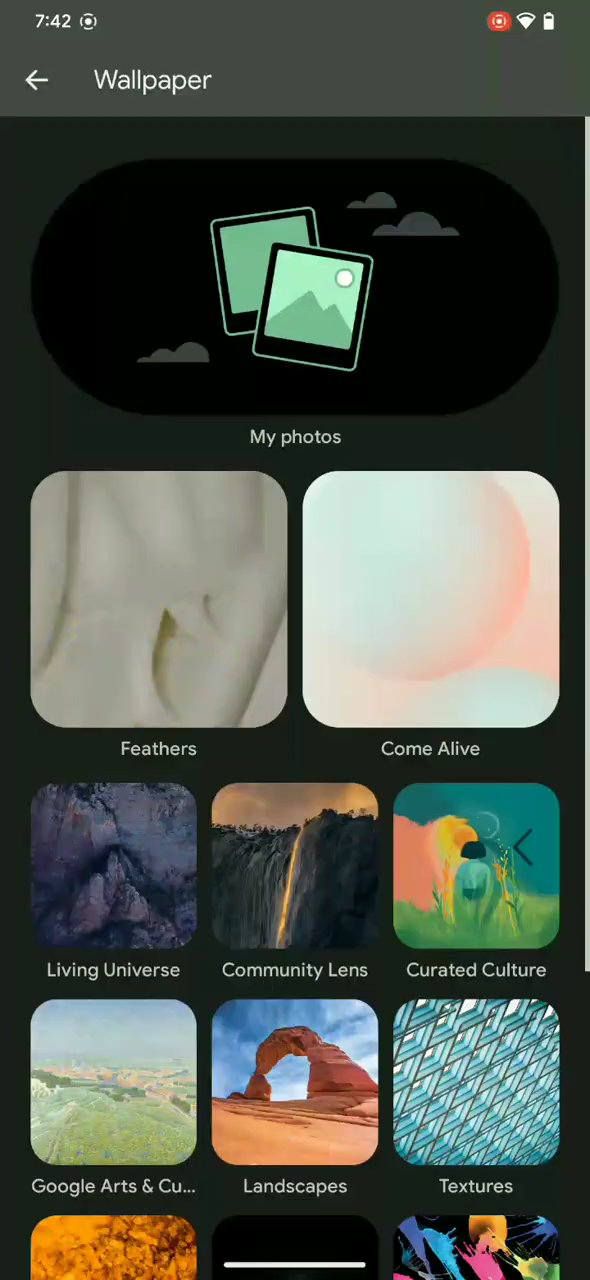 7:42
Wallpaper
My photos
Feathers
Come Alive
Living Universe
Community Lens
Curated Culture
Google Arts & Cu...
Landscapes
Textures